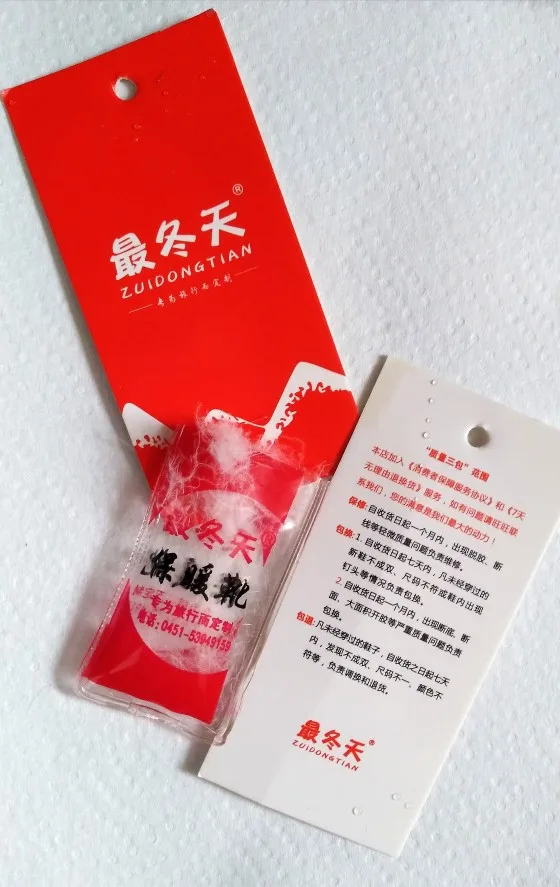 最冬天®
ZUIDONGTIAN
专为旅行而定制
最冬天®
保暖靴
专为旅行而定制
电话:0451-53949159
“质量三包”范围
本店加入《消费者保障服务协议》和《7天
无理由退换货》服务，如有问题请旺旺联
系我们，您的满意是我们最大的动力！
保修:自收货日起一个月内，出现脱胶、断
线等轻微质量问题负责维修。
包换:1.自收货日起七天内，凡未经穿过的
新鞋不成双、尺码不符或鞋内出现
钉头等情况负责包换。
2.自收货日起一个月内，出现断底、断
面、大面积开胶等严重质量问题负责
包换。
包退:凡未经穿过的鞋子，自收货之日起七天
内，发现不成双、尺码不一、颜色不
符等，负责调换和退货。
最冬天®
ZUIDONGTIAN